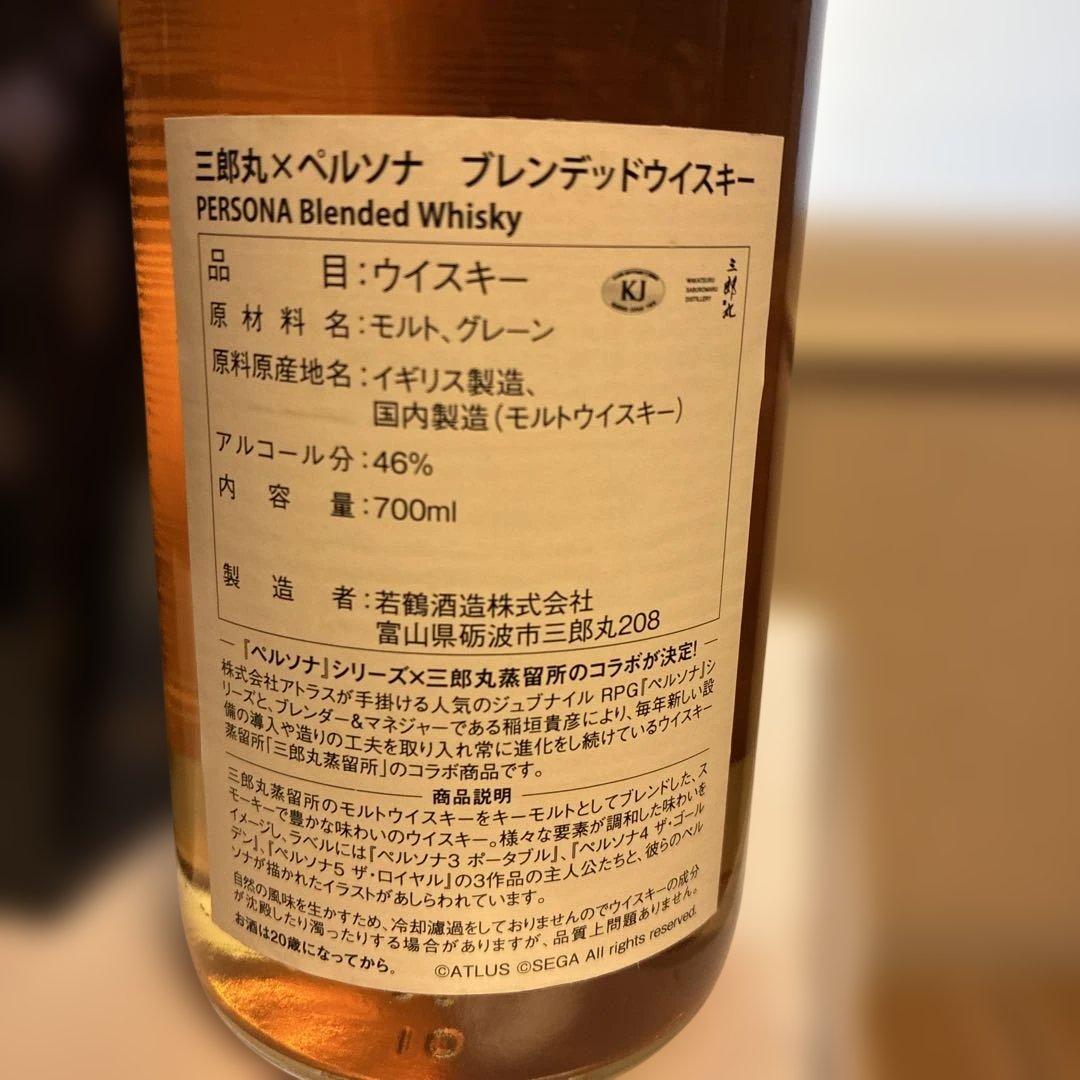 三郎丸×ペルソナ　ブレンデッドウイスキー
PERSONA Blended Whisky
品目：ウイスキー
KJ
WAKATSURU
SABUROMARU
DISTILLERY
三郎丸
原材料名：モルト、グレーン
原料原産地名：イギリス製造、
国内製造(モルトウイスキー)
アルコール分：46%
内容量：700ml
製造者：若鶴酒造株式会社
富山県砺波市三郎丸208
『ペルソナ』シリーズ×三郎丸蒸留所のコラボが決定!
株式会社アトラスが手掛ける人気のジュブナイル RPG『ペルソナ』シ
リーズと、ブレンダー&マネジャーである稲垣貴彦により、毎年新しい設
備の導入や造りの工夫を取り入れ常に進化をし続けているウイスキー
蒸留所「三郎丸蒸留所」のコラボ商品です。
商品説明
三郎丸蒸留所のモルトウイスキーをキーモルトとしてブレンドした、ス
モーキーで豊かな味わいのウイスキー。様々な要素が調和した味わいを
イメージし、ラベルには『ペルソナ3 ポータブル』、『ペルソナ4 ザ・ゴール
デン』、『ペルソナ5 ザ・ロイヤル』の3作品の主人公たちと、彼らのペル
ソナが描かれたイラストがあしらわれています。
自然の風味を生かすため、冷却濾過をしておりませんのでウイスキーの成分
が沈殿したり濁ったりする場合がありますが、品質上問題ありません。
お酒は20歳になってから。 ©ATLUS ©SEGA All rights reserved.